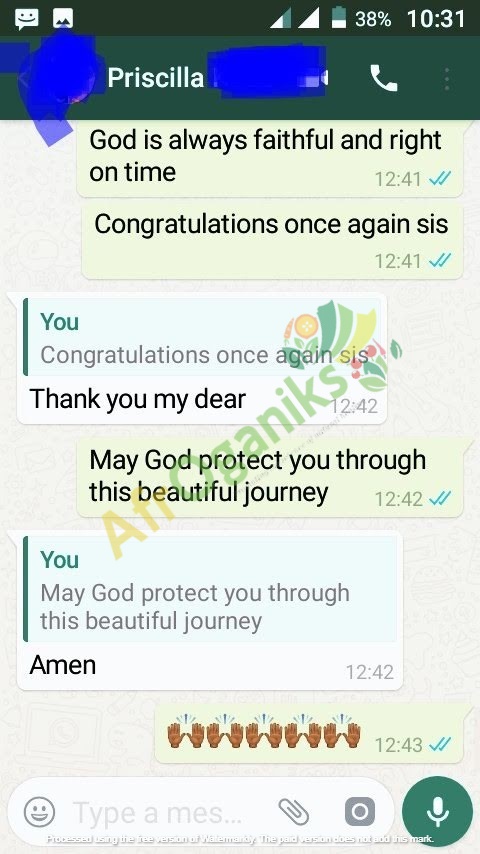 38% 10:31
Priscilla
God is always faithful and right
on time
12:41
Congratulations once again sis
12:41
You
Congratulations once again sis
Thank you my dear
12:42
May God protect you through
this beautiful journey
12:42
You
May God protect you through
this beautiful journey
Amen
12:42
12:43
AfrOganiks
Type a mes...
Processed using the free version of Watermarkly. The paid version does not add this mark.